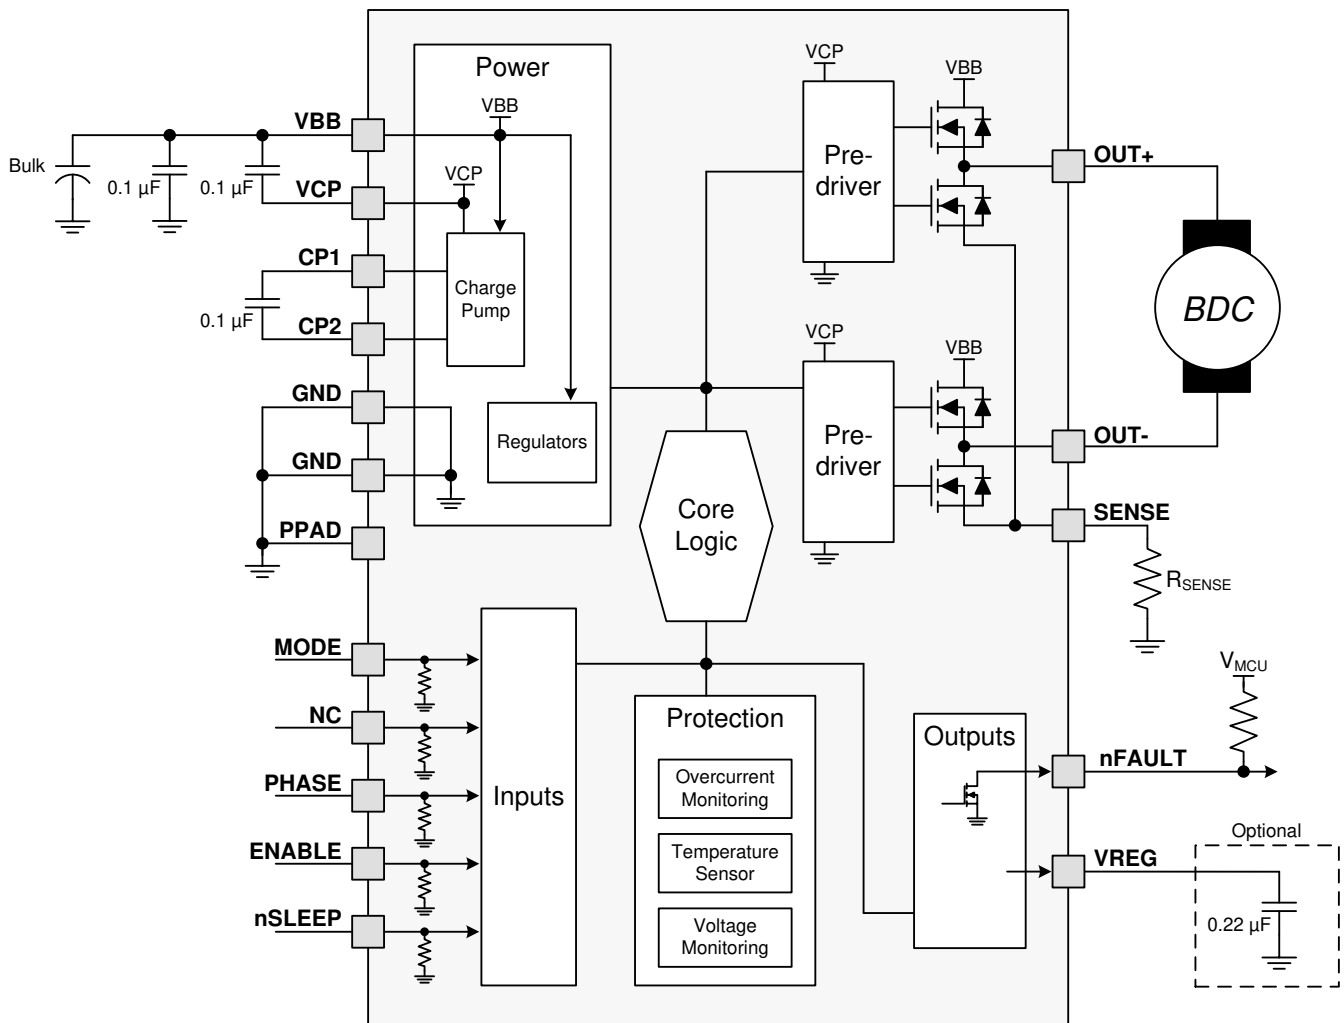 Power
VBB
VCP
Charge
Pump
Regulators
VBB
Bulk
0.1 µF
0.1 µF
VCP
CP1
0.1 µF
CP2
GND
GND
PPAD
MODE
NC
PHASE
ENABLE
nSLEEP
Inputs
Core
Logic
Protection
Overcurrent
Monitoring
Temperature
Sensor
Voltage
Monitoring
VCP
VBB
Pre-
driver
VCP
VBB
Pre-
driver
OUT+
BDC
OUT-
SENSE
RSENSE
VMCU
Outputs
nFAULT
VREG
Optional
0.22 µF